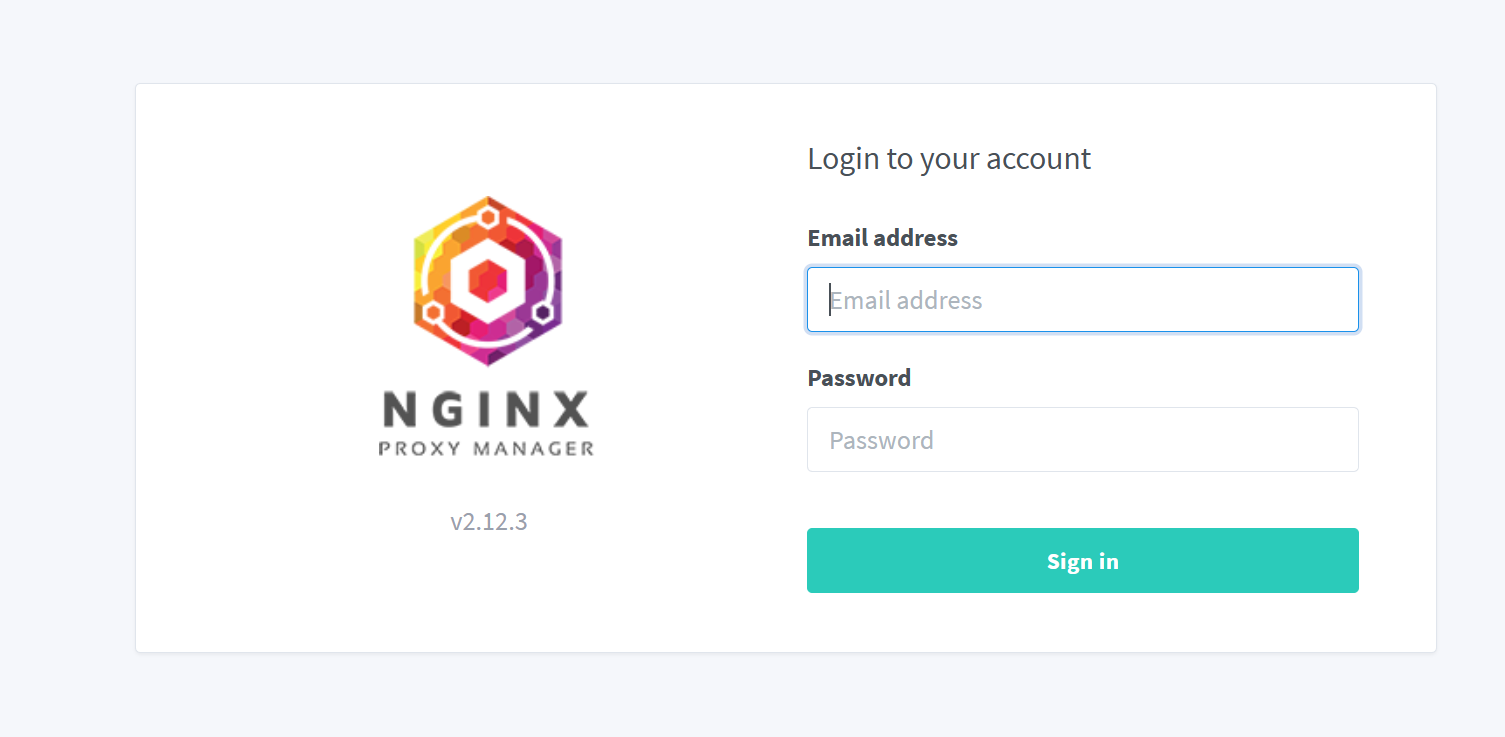 NGINX
PROXY MANAGER
v2.12.3
Login to your account
Email address
Email address
Password
Password
Sign in